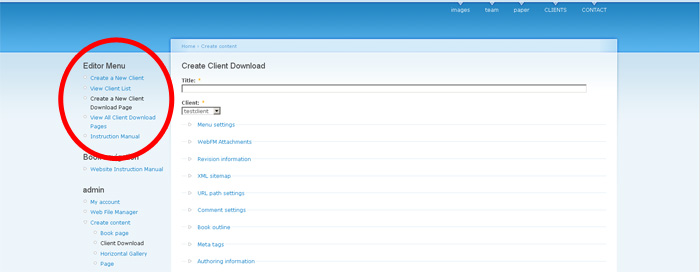 images team paper CLIENTS CONTACT
Home › Create content
Editor Menu
Create a New Client
View Client List
Create a New Client
Download Page
View All Client Download
Pages
Instruction Manual
Website Instruction Manual
admin
My account
Web File Manager
Create content
Book page
Client Download
Horizontal Gallery
Page
Create Client Download
Title: *
Client: *
testclient
Menu settings
WebFM Attachments
Revision information
XML sitemap
URL path settings
Comment settings
Book outline
Meta tags
Authoring information